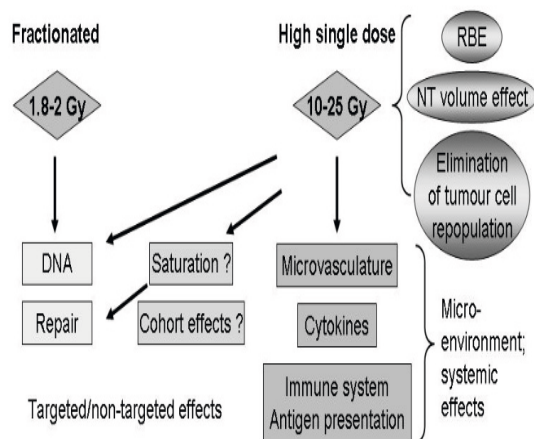 Fractionated
High single dose
RBE
1.8-2 Gy
10-25 Gy
NT volume effect
Elimination
of tumour cell
repopulation
DNA
Saturation ?
Microvasculature
Repair
Cohort effects ?
Cytokines
Micro-
environment;
systemic
effects
Immune system
Antigen presentation
Targeted/non-targeted effects